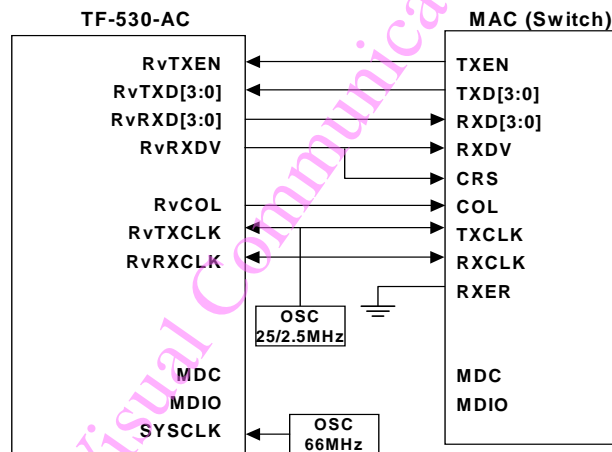 TF-530-AC
MAC (Switch)
RvTXEN
TXEN
RvTXD[3:0]
TXD[3:0]
RvRXD[3:0]
RXD[3:0]
RvRXDV
RXDV
CRS
RvCOL
COL
RvTXCLK
TXCLK
RvRXCLK
RXCLK
RXER
OSC
25/2.5MHz
MDC
MDC
MDIO
MDIO
SYSCLK
OSC
66MHz
Visual Communica